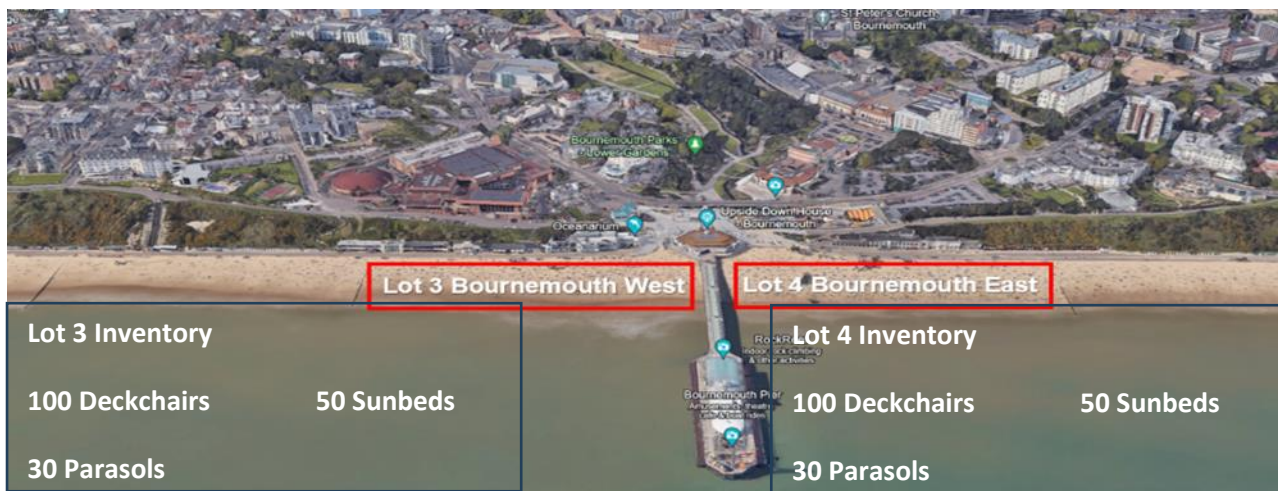 St Peter's Church
Bournemouth
Bournemouth Parks
Lower Gardens
Oceanarium
Upside Down House
Bournemouth
Lot 3 Bournemouth West
Lot 4 Bournemouth East
Lot 3 Inventory
100 Deckchairs 50 Sunbeds
30 Parasols
Lot 4 Inventory
100 Deckchairs 50 Sunbeds
30 Parasols
& other activities
Bournemouth Pier